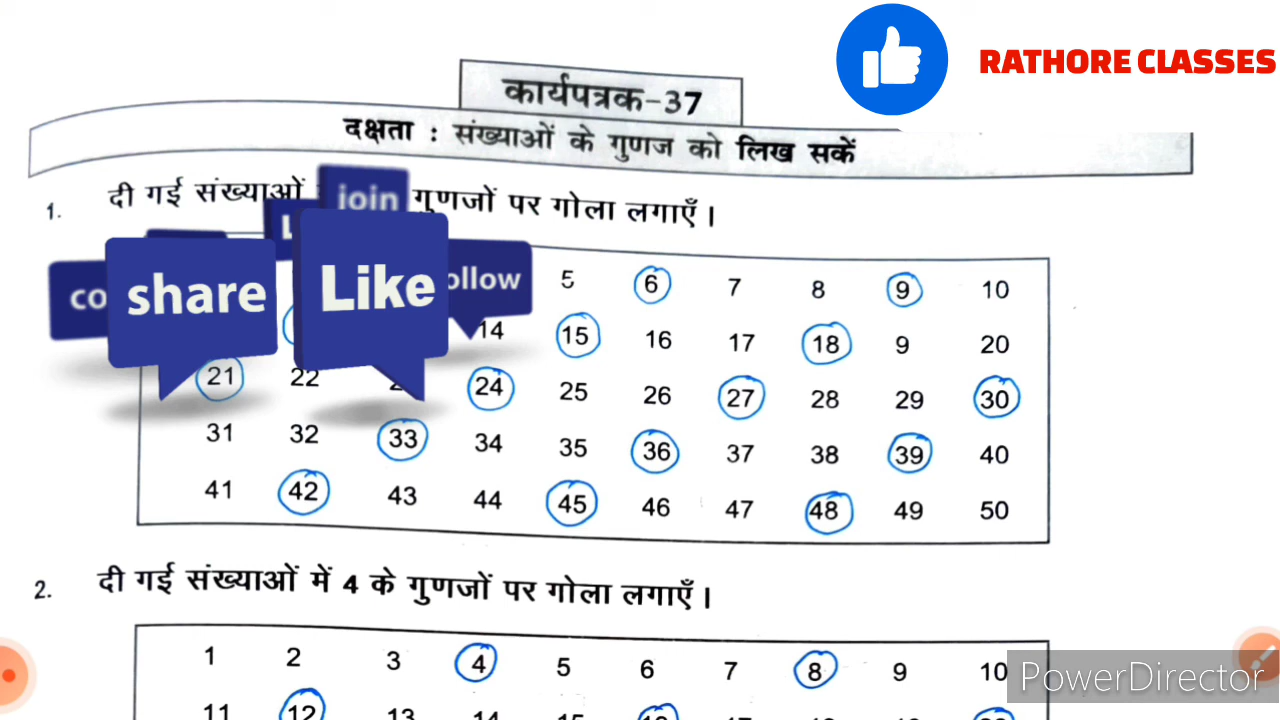 RATHORE CLASSES
कार्यपत्रक-37
दक्षता : संख्याओं के गुणज को लिख सकें
1. दी गई संख्याओं गुणजों पर गोला लगाएँ।
join
share
Like
ollow
5 6 7 8 9 10
14 15 16 17 18 9 20
21 22 24 25 26 27 28 29 30
31 32 33 34 35 36 37 38 39 40
41 42 43 44 45 46 47 48 49 50
2. दी गई संख्याओं में 4 के गुणजों पर गोला लगाएँ।
1 2 3 4 5 6 7 8 9 10
11 12 13 14 15
PowerDirector